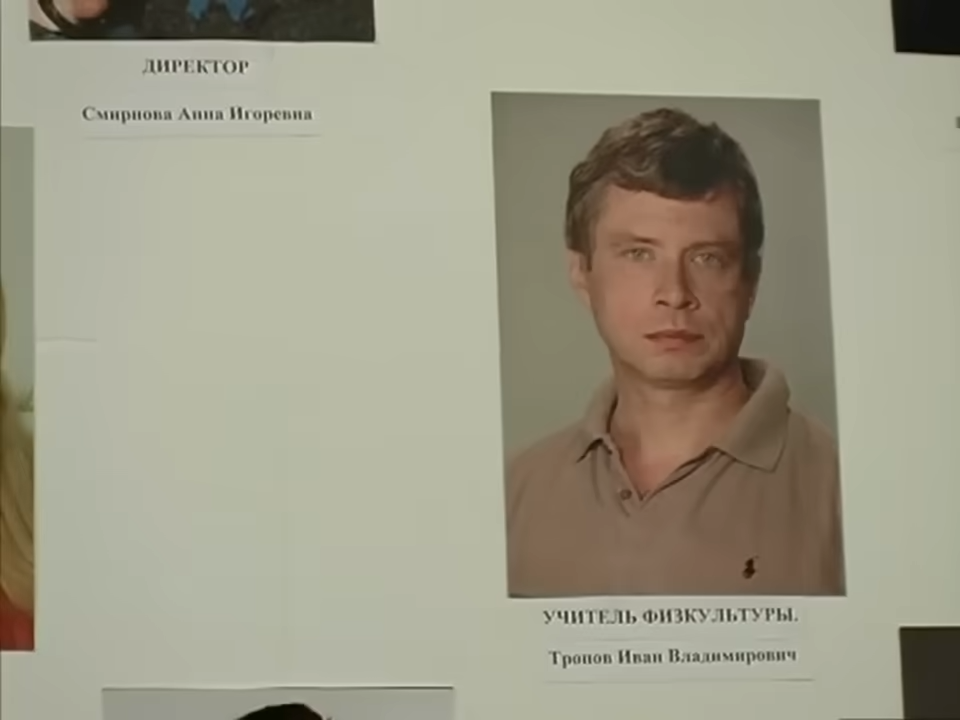 ДИРЕКТОР
Смирнова Анна Игоревна
УЧИТЕЛЬ ФИЗКУЛЬТУРЫ.
Тропов Иван Владимирович